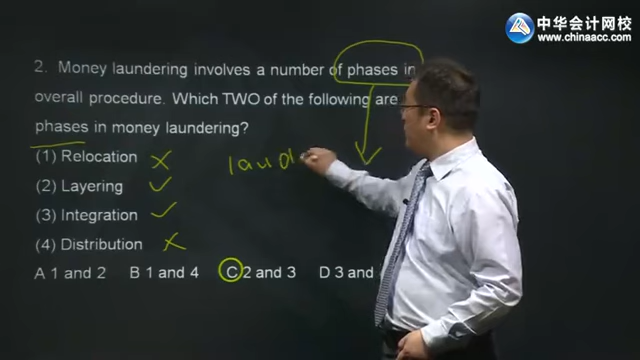 中华会计网校
www.chinaacc.com
2. Money laundering involves a number of phases in
overall procedure. Which TWO of the following are
phases in money laundering?
(1) Relocation
(2) Layering
(3) Integration
(4) Distribution
laud
A 1 and 2 B 1 and 4 C 2 and 3 D 3 and